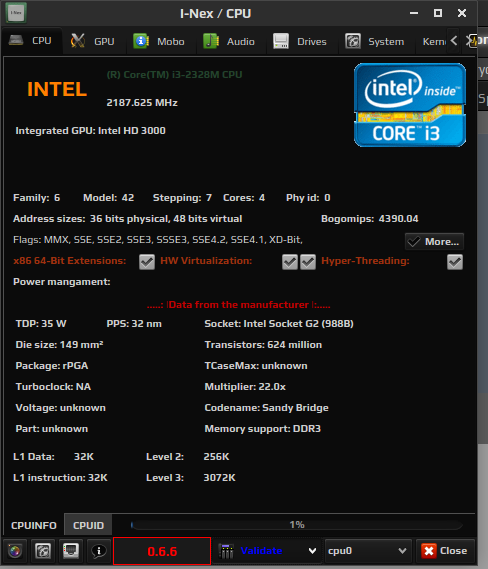 I-Nex / CPU
CPU GPU Mobo Audio Drives System Kerne
INTEL
(R) Core(TM) i3-2328M CPU
2187.625 MHz
intel inside™
CORE™ i3
Integrated GPU: Intel HD 3000
Family: 6 Model: 42 Stepping: 7 Cores: 4 Phy id: 0
Address sizes: 36 bits physical, 48 bits virtual Bogomips: 4390.04
Flags: MMX, SSE, SSE2, SSE3, SSSE3, SSE4.2, SSE4.1, XD-Bit, More...
x86 64-Bit Extensions: HW Virtualization: Hyper-Threading:
Power mangament:
.....: |Data from the manufacturer |:.....
TDP: 35 W PPS: 32 nm Socket: Intel Socket G2 (988B)
Die size: 149 mm² Transistors: 624 million
Package: rPGA TCaseMax: unknown
Turboclock: NA Multiplier: 22.0x
Voltage: unknown Codename: Sandy Bridge
Part: unknown Memory support: DDR3
L1 Data: 32K Level 2: 256K
L1 instruction: 32K Level 3: 3072K
CPUINFO CPUID 1%
0.6.6 Validate cpu0 Close